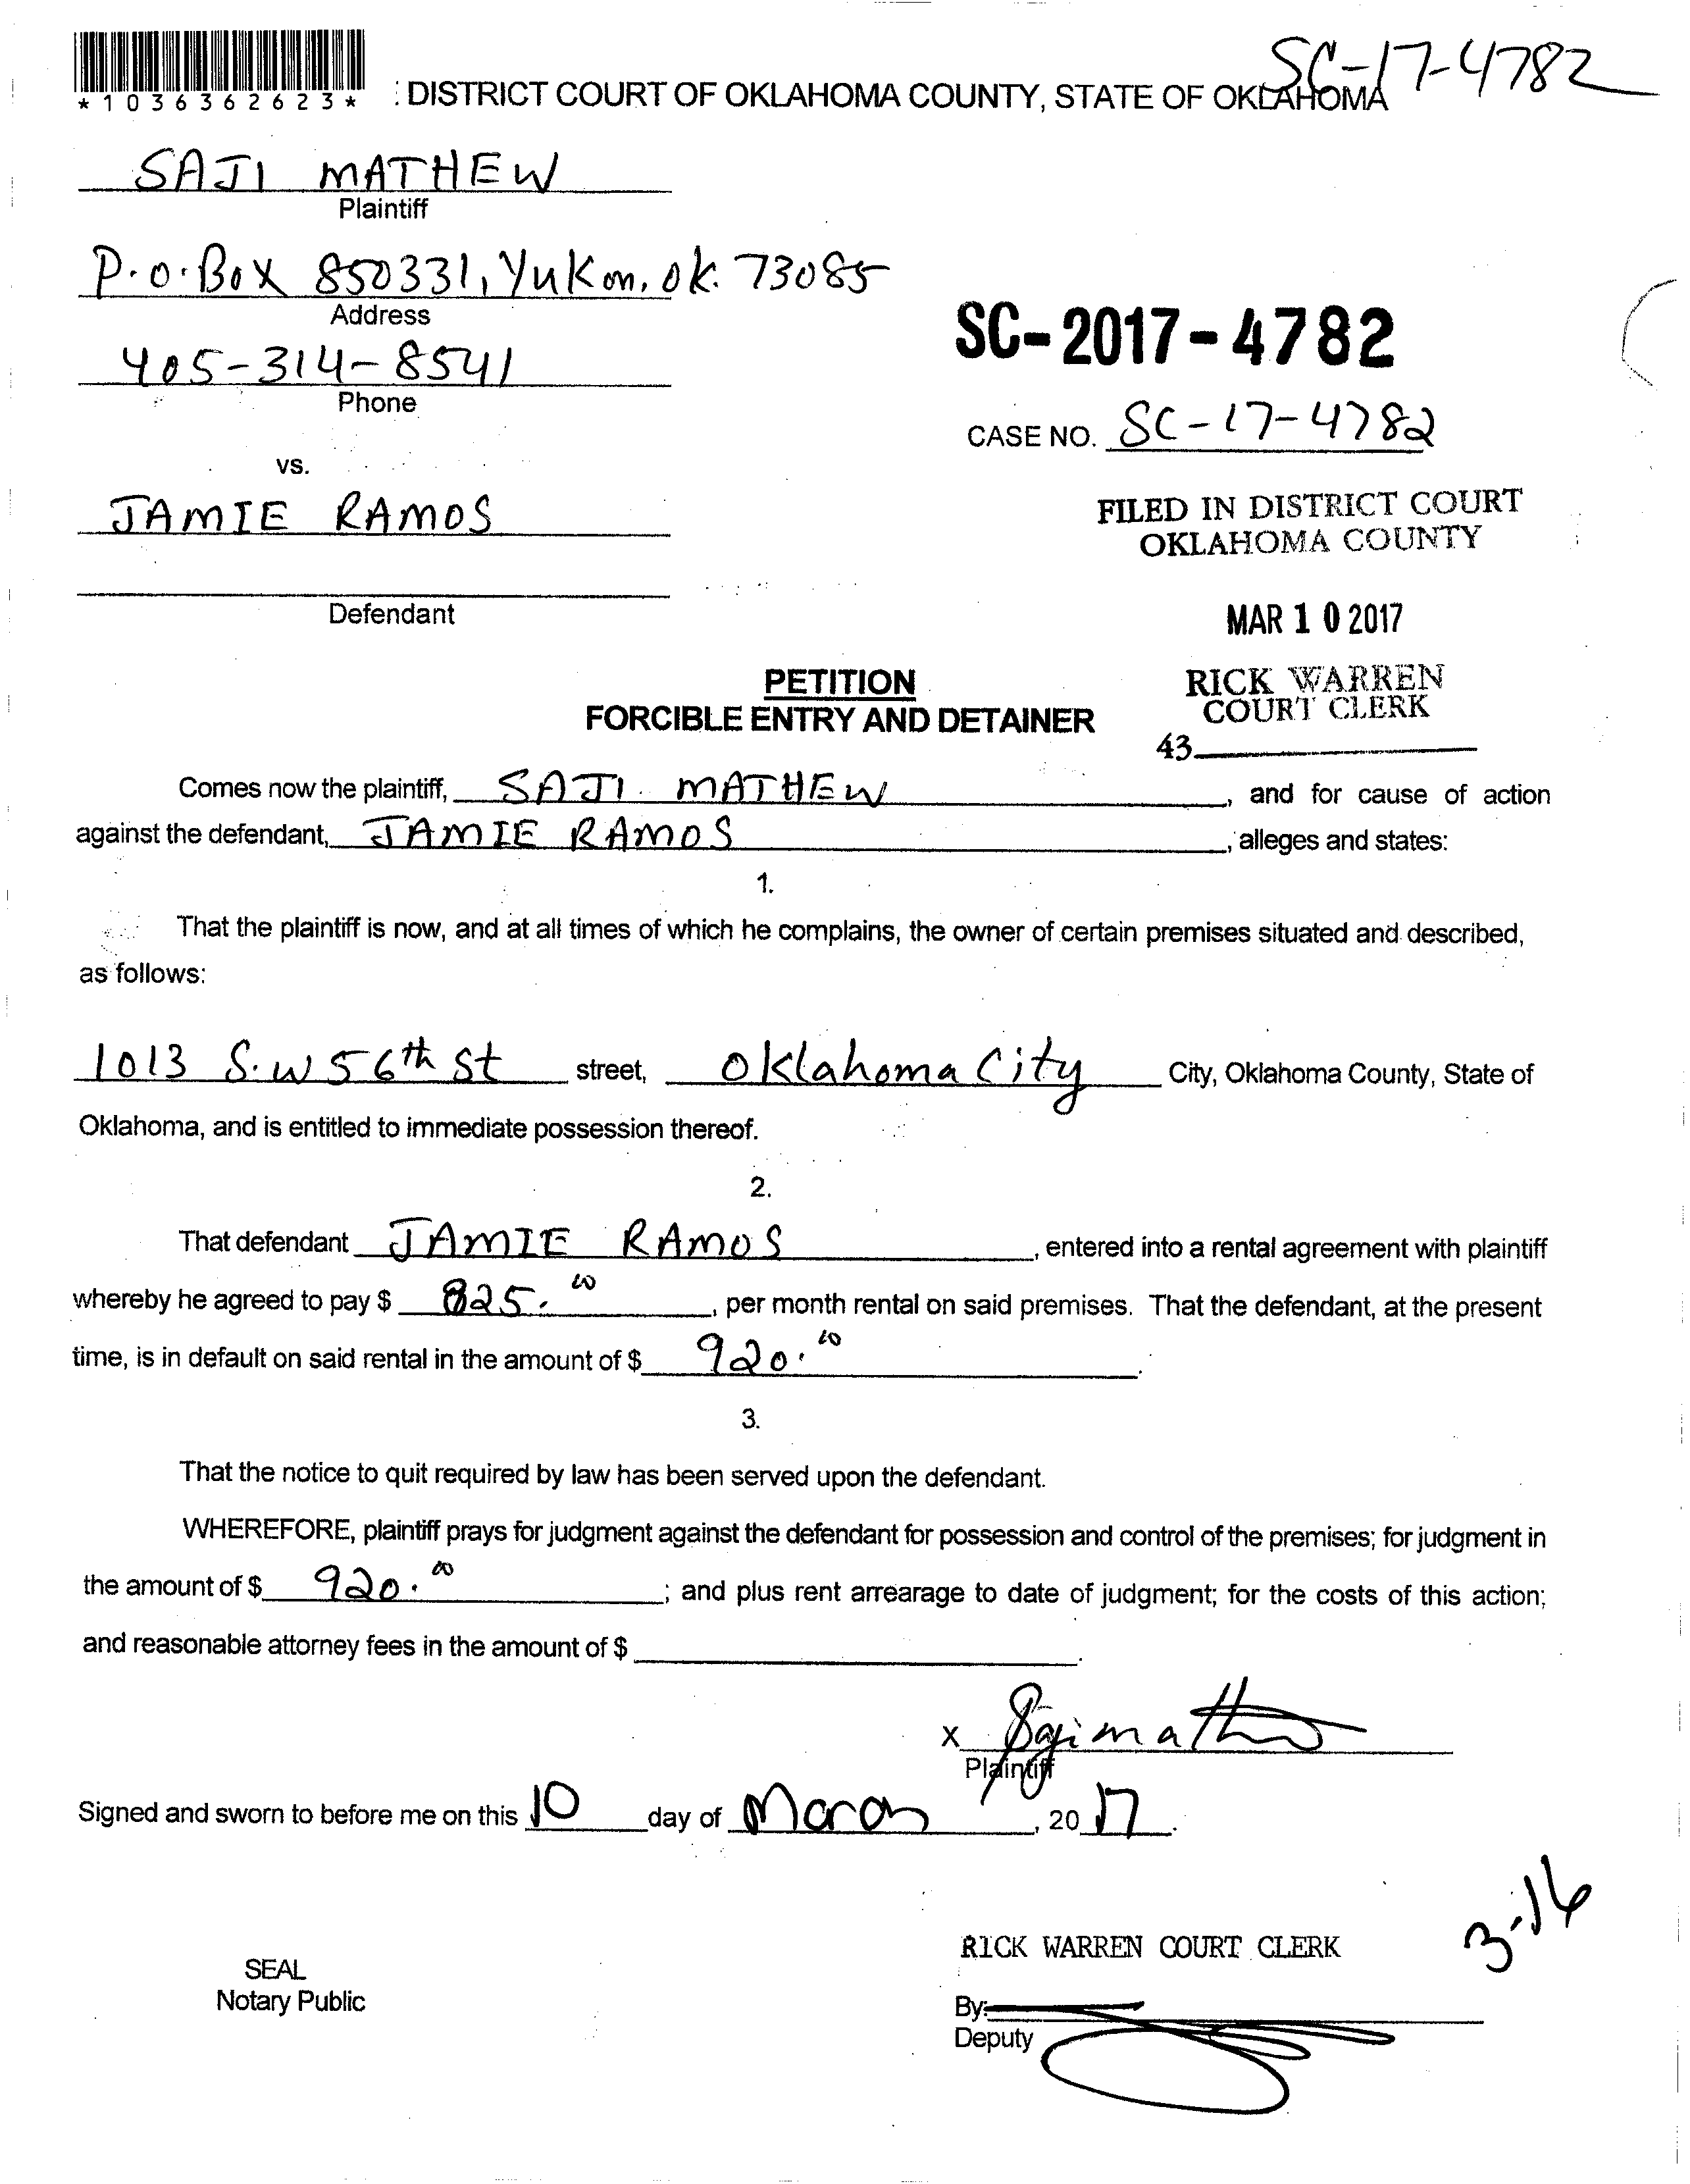 SC-17-4782
*1036362623*
: DISTRICT COURT OF OKLAHOMA COUNTY, STATE OF OKLAHOMA
SAJI MATHEW
Plaintiff
P.O. Box 850331, Yukon, ok. 73085
Address
405-314-8541
Phone
SC-2017-4782
CASE NO. SC-17-4782
vs.
JAMIE RAMOS
Defendant
FILED IN DISTRICT COURT
OKLAHOMA COUNTY
MAR 10 2017
RICK WARREN
COURT CLERK
43
PETITION
FORCIBLE ENTRY AND DETAINER
Comes now the plaintiff, SAJI MATHEW, and for cause of action
against the defendant, JAMIE RAMOS, alleges and states:
1.
That the plaintiff is now, and at all times of which he complains, the owner of certain premises situated and described,
as follows:
1013 S.W 56th St street, Oklahoma City City, Oklahoma County, State of
Oklahoma, and is entitled to immediate possession thereof.
2.
That defendant JAMIE RAMOS, entered into a rental agreement with plaintiff
whereby he agreed to pay $ 825.00, per month rental on said premises. That the defendant, at the present
time, is in default on said rental in the amount of $ 920.00.
3.
That the notice to quit required by law has been served upon the defendant.
WHEREFORE, plaintiff prays for judgment against the defendant for possession and control of the premises; for judgment in
the amount of $ 920.00; and plus rent arrearage to date of judgment; for the costs of this action;
and reasonable attorney fees in the amount of $ .
X Saji Mathew
Plaintiff
Signed and sworn to before me on this 10 day of March, 2017.
3-16
SEAL
Notary Public
RICK WARREN COURT CLERK
By:
Deputy